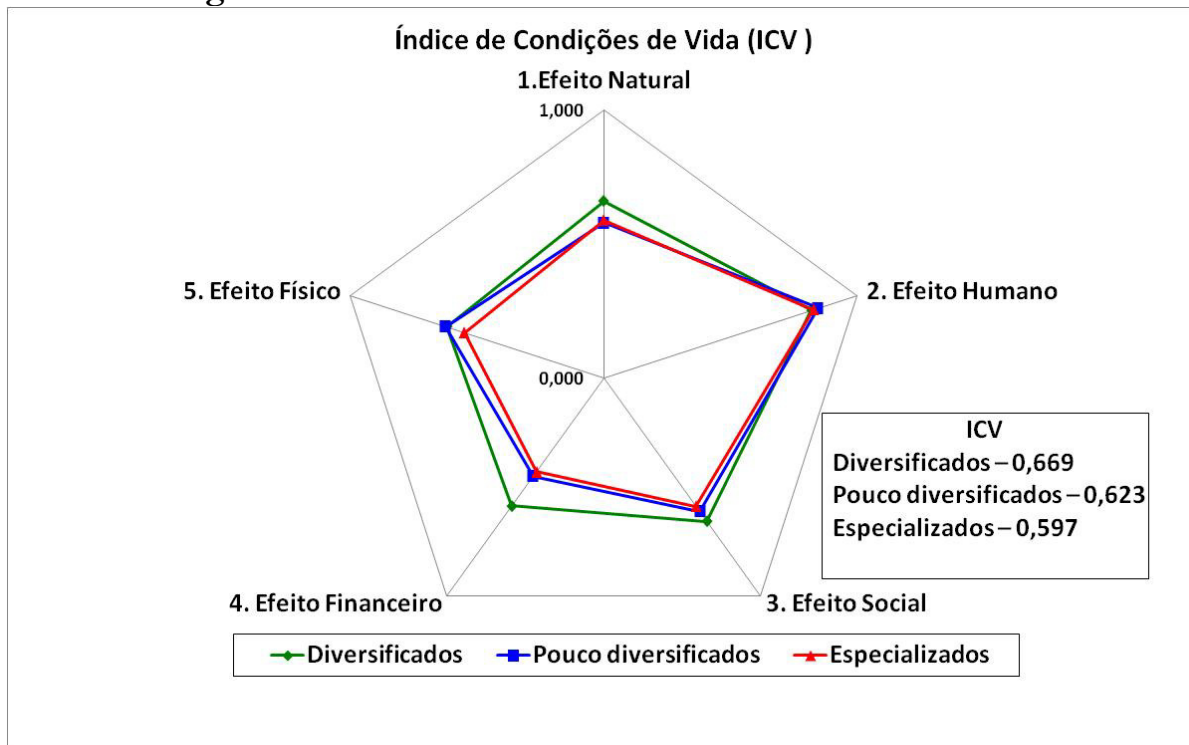 Índice de Condições de Vida (ICV )
1.Efeito Natural
1,000
5. Efeito Físico
2. Efeito Humano
0,000
ICV
Diversificados – 0,669
Pouco diversificados – 0,623
Especializados – 0,597
4. Efeito Financeiro
3. Efeito Social
Diversificados
Pouco diversificados
Especializados